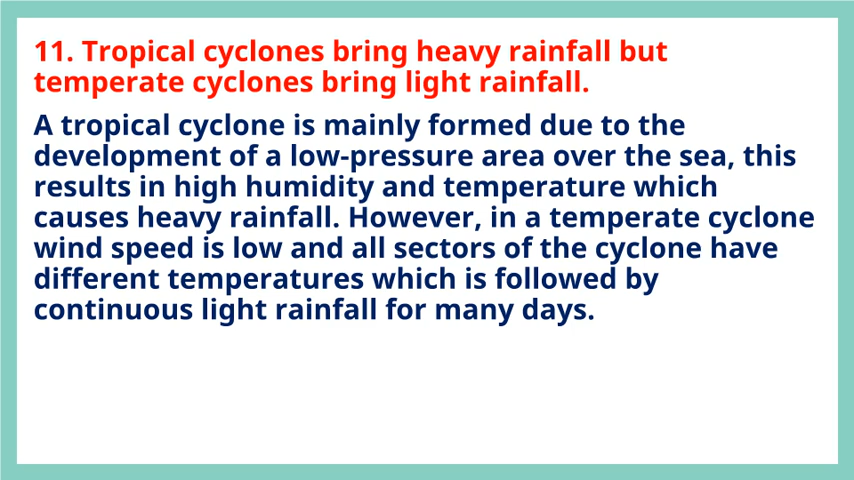 11. Tropical cyclones bring heavy rainfall but
temperate cyclones bring light rainfall.
A tropical cyclone is mainly formed due to the
development of a low-pressure area over the sea, this
results in high humidity and temperature which
causes heavy rainfall. However, in a temperate cyclone
wind speed is low and all sectors of the cyclone have
different temperatures which is followed by
continuous light rainfall for many days.